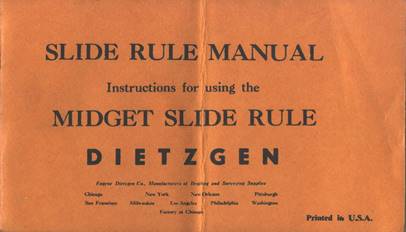 SLIDE RULE MANUAL
Instructions for using the
MIDGET SLIDE RULE
DIETZGEN
Eugene Dietzgen Co., Manufacturers of Drafting and Surveying Supplies
Chicago New York New Orleans Pittsburgh
San Francisco Milwaukee Los Angeles Philadelphia Washington
Factory at Chicago
Printed in U.S.A.